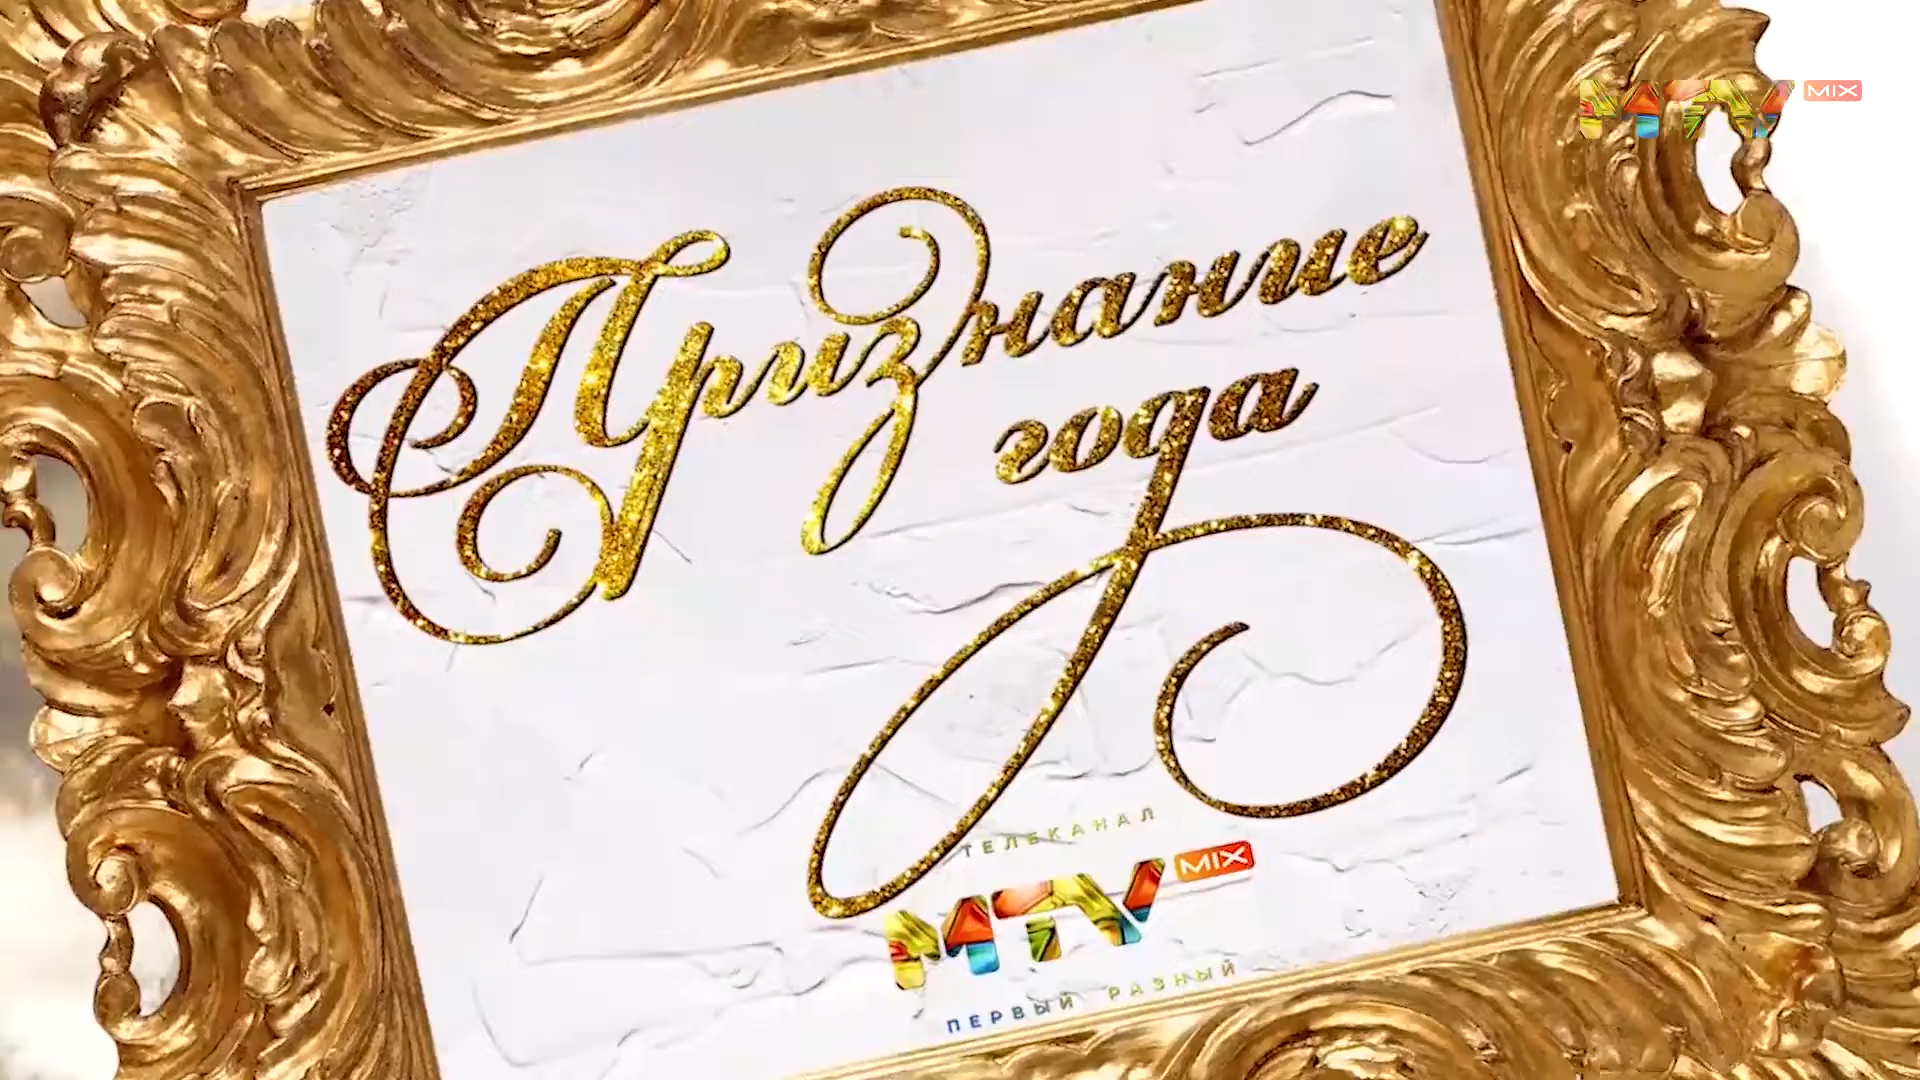 MTV MIX
Признание
года
ТЕЛЕКАНАЛ
MTV MIX
ПЕРВЫЙ РАЗНЫЙ